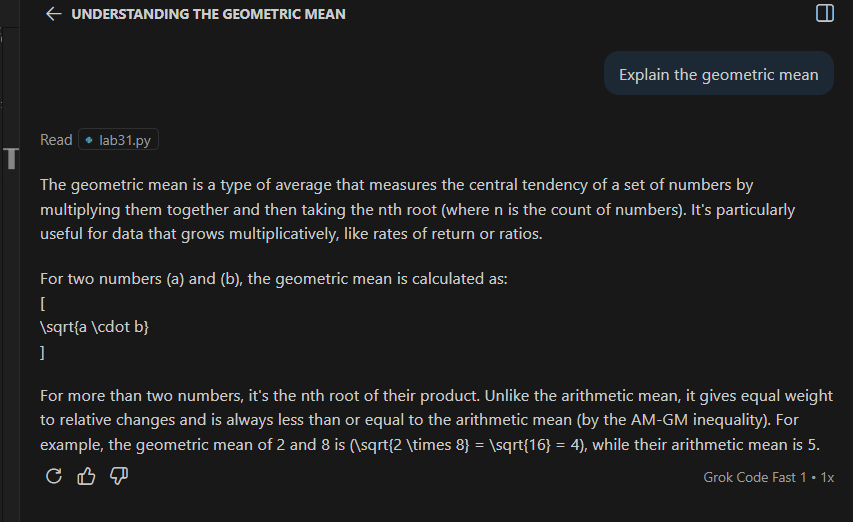 UNDERSTANDING THE GEOMETRIC MEAN
Explain the geometric mean
Read lab31.py
The geometric mean is a type of average that measures the central tendency of a set of numbers by
multiplying them together and then taking the nth root (where n is the count of numbers). It's particularly
useful for data that grows multiplicatively, like rates of return or ratios.
For two numbers (a) and (b), the geometric mean is calculated as:
[
\sqrt{a \cdot b}
]
For more than two numbers, it's the nth root of their product. Unlike the arithmetic mean, it gives equal weight
to relative changes and is always less than or equal to the arithmetic mean (by the AM-GM inequality). For
example, the geometric mean of 2 and 8 is (\sqrt{2 \times 8} = \sqrt{16} = 4), while their arithmetic mean is 5.
Grok Code Fast 1 • 1x